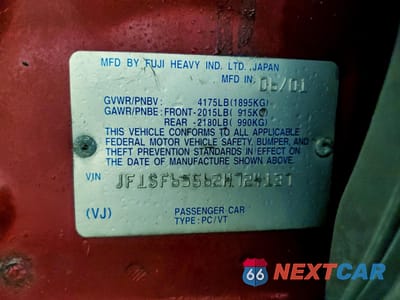 MFD BY FUJI HEAVY IND. LTD., JAPAN
MFD IN 06/01
GVWR/PNBV: 4175LB(1895KG)
GAWR/PNBE: FRONT-2015LB( 915KG)
REAR -2180LB( 990KG)
THIS VEHICLE CONFORMS TO ALL APPLICABLE
FEDERAL MOTOR VEHICLE SAFETY, BUMPER, AND
THEFT PREVENTION STANDARDS IN EFFECT ON THE
DATE OF MANUFACTURE SHOWN ABOVE.
VIN JF1SF65562H724137
(VJ) PASSENGER CAR
TYPE: PC/VT
66 NEXTCAR